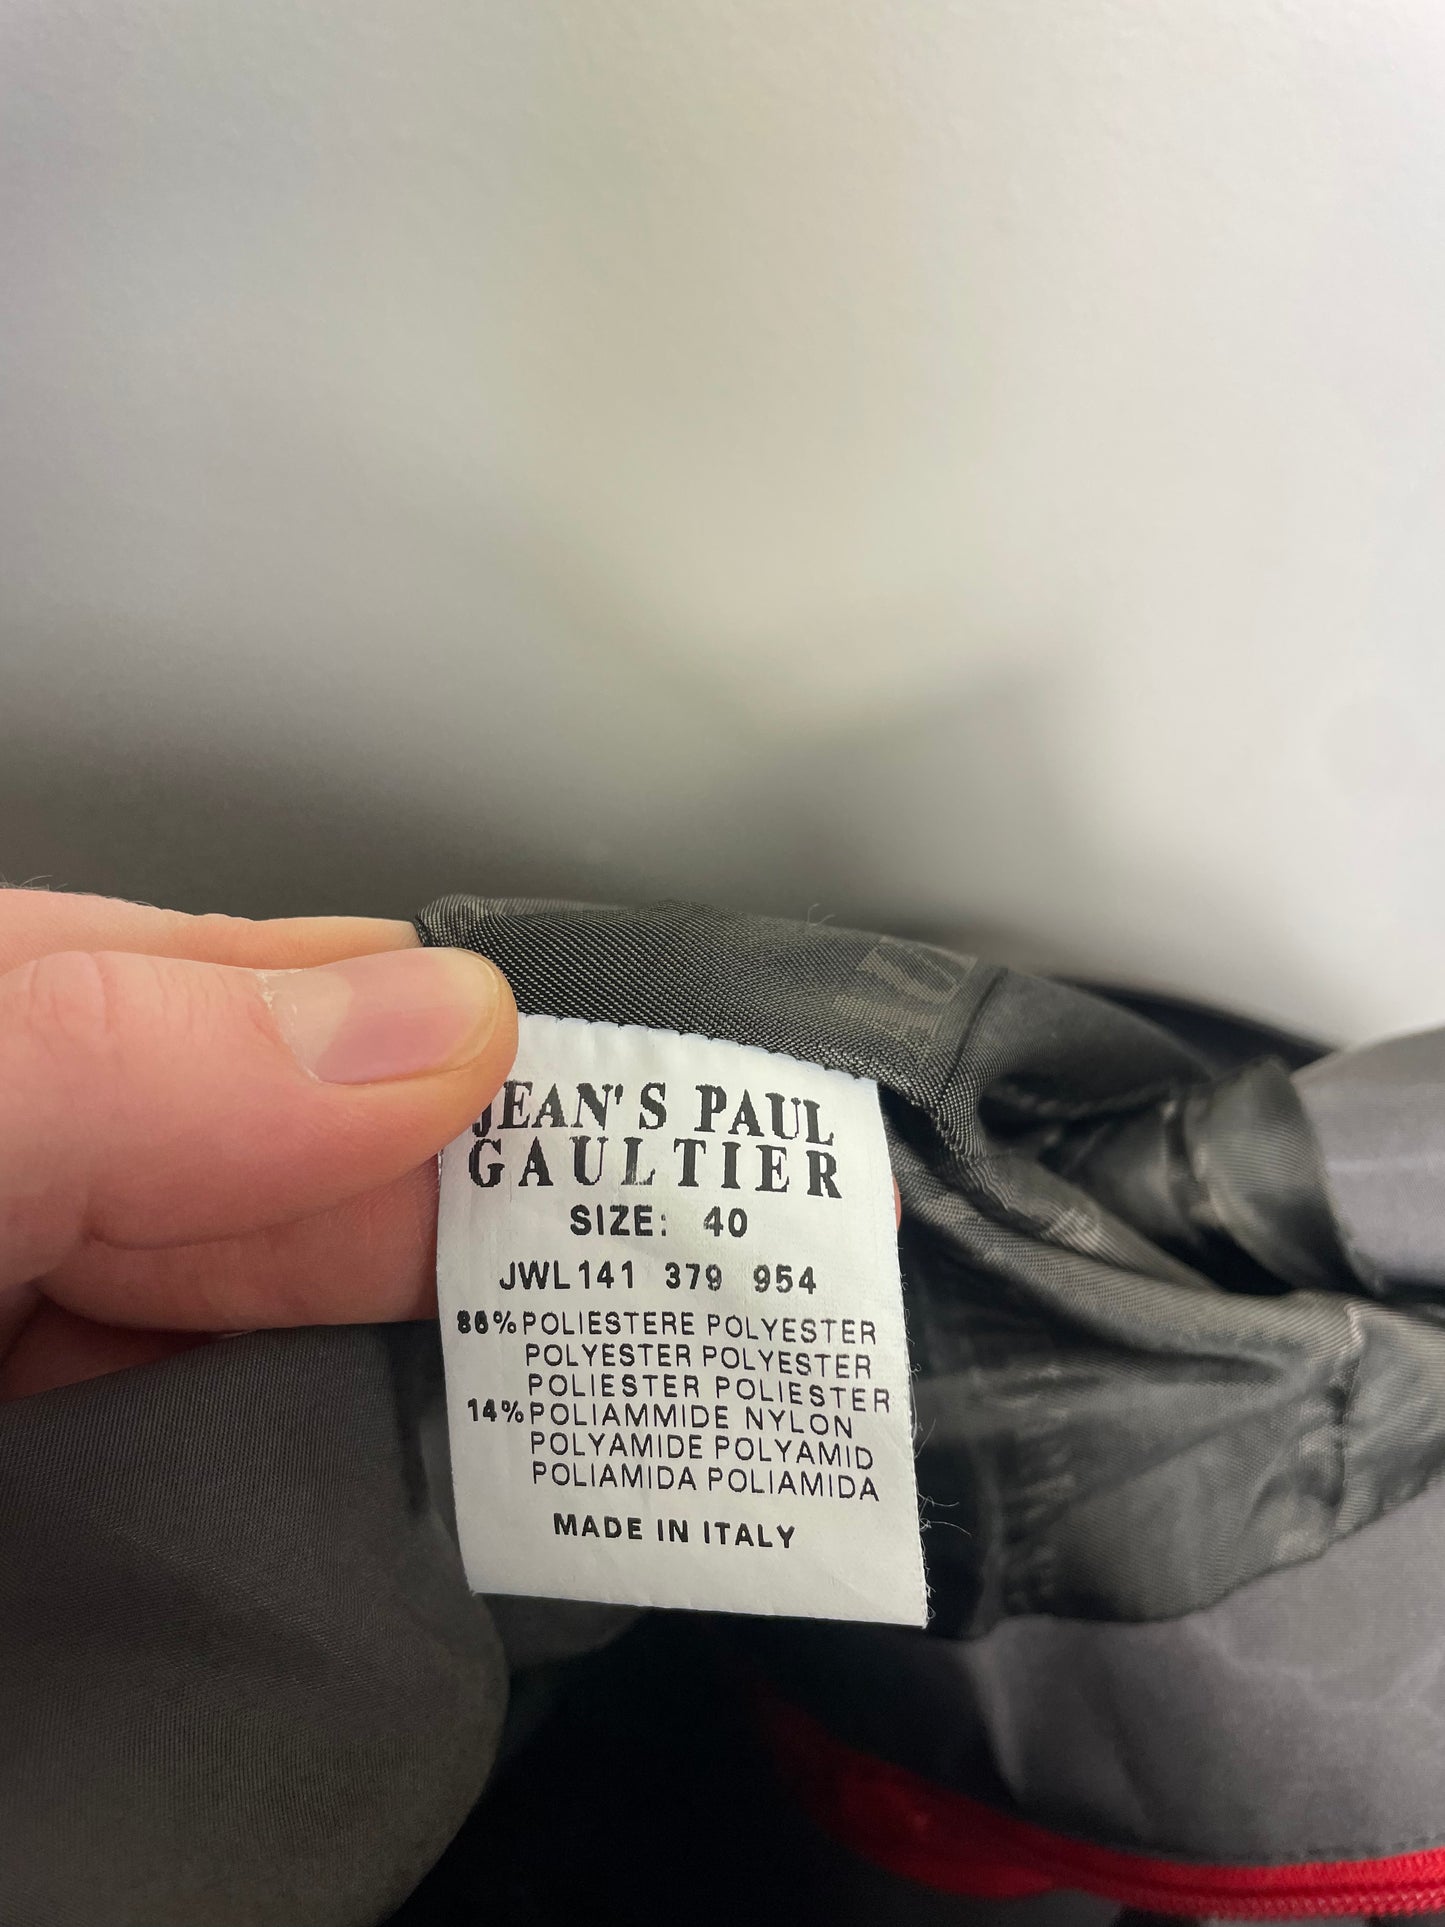 JEAN'S PAUL
GAULTIER
SIZE: 40
JWL141 379 954
86% POLIESTERE POLYESTER
POLYESTER POLYESTER
POLIESTER POLIESTER
14% POLIAMMIDE NYLON
POLYAMIDE POLYAMID
POLIAMIDA POLIAMIDA
MADE IN ITALY